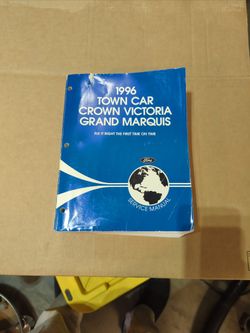 1996
TOWN CAR
CROWN VICTORIA
GRAND MARQUIS
FIX IT RIGHT THE FIRST TIME ON TIME
Ford
SERVICE MANUAL